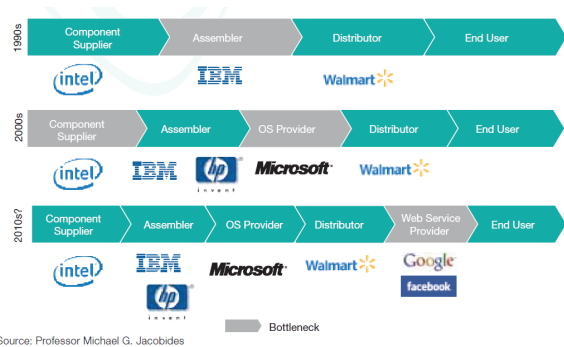 1990s
Component
Supplier
Assembler
Distributor
End User
intel
IBM
Walmart
2000s
Component
Supplier
Assembler
OS Provider
Distributor
End User
intel
IBM
hp
invent
Microsoft
Walmart
2010s?
Component
Supplier
Assembler
OS Provider
Distributor
Web Service
Provider
End User
intel
IBM
hp
invent
Microsoft
Walmart
Google
facebook
Bottleneck
Source: Professor Michael G. Jacobides